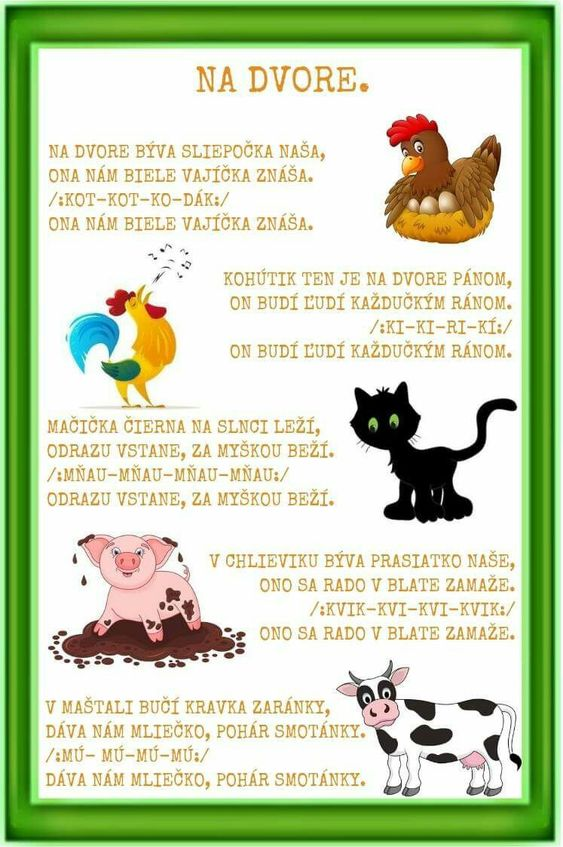 NA DVORE.
NA DVORE BÝVA SLIEPOČKA NAŠA,
ONA NÁM BIELE VAJÍČKA ZNÁŠA.
/:KOT-KOT-KO-DÁK:/
ONA NÁM BIELE VAJÍČKA ZNÁŠA.
KOHÚTIK TEN JE NA DVORE PÁNOM,
ON BUDÍ ĽUDÍ KAŽDUČKÝM RÁNOM.
/:KI-KI-RI-KÍ:/
ON BUDÍ ĽUDÍ KAŽDUČKÝM RÁNOM.
MAČIČKA ČIERNA NA SLNCI LEŽÍ,
ODRAZU VSTANE, ZA MYŠKOU BEŽÍ.
/:MŇAU-MŇAU-MŇAU-MŇAU:/
ODRAZU VSTANE, ZA MYŠKOU BEŽÍ.
V CHLIEVIKU BÝVA PRASIATKO NAŠE,
ONO SA RADO V BLATE ZAMAŽE.
/:KVIK-KVI-KVI-KVIK:/
ONO SA RADO V BLATE ZAMAŽE.
V MAŠTALI BUČÍ KRAVKA ZARÁNKY,
DÁVA NÁM MLIEČKO, POHÁR SMOTÁNKY.
/:MÚ- MÚ-MÚ-MÚ:/
DÁVA NÁM MLIEČKO, POHÁR SMOTÁNKY.